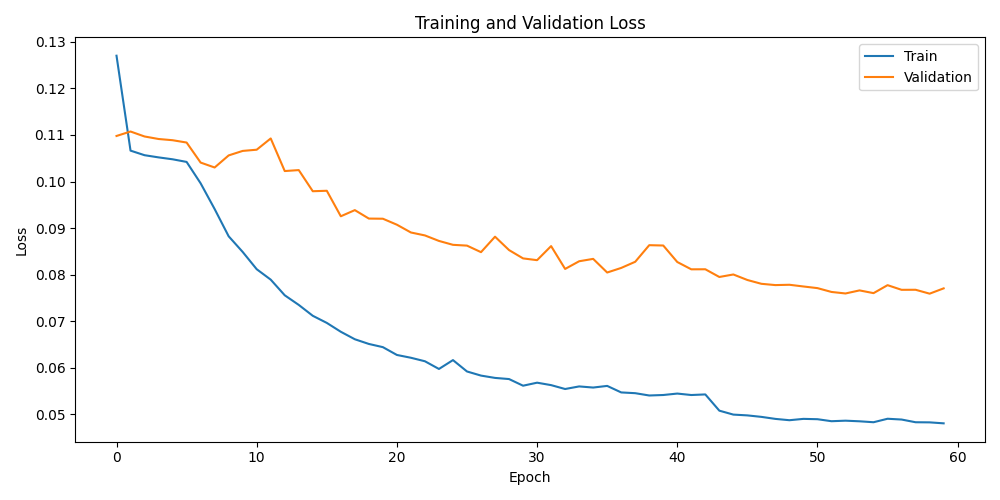 Training and Validation Loss
Train
Validation
0.13
0.12
0.11
0.10
0.09
0.08
0.07
0.06
0.05
Loss
0 10 20 30 40 50 60
Epoch